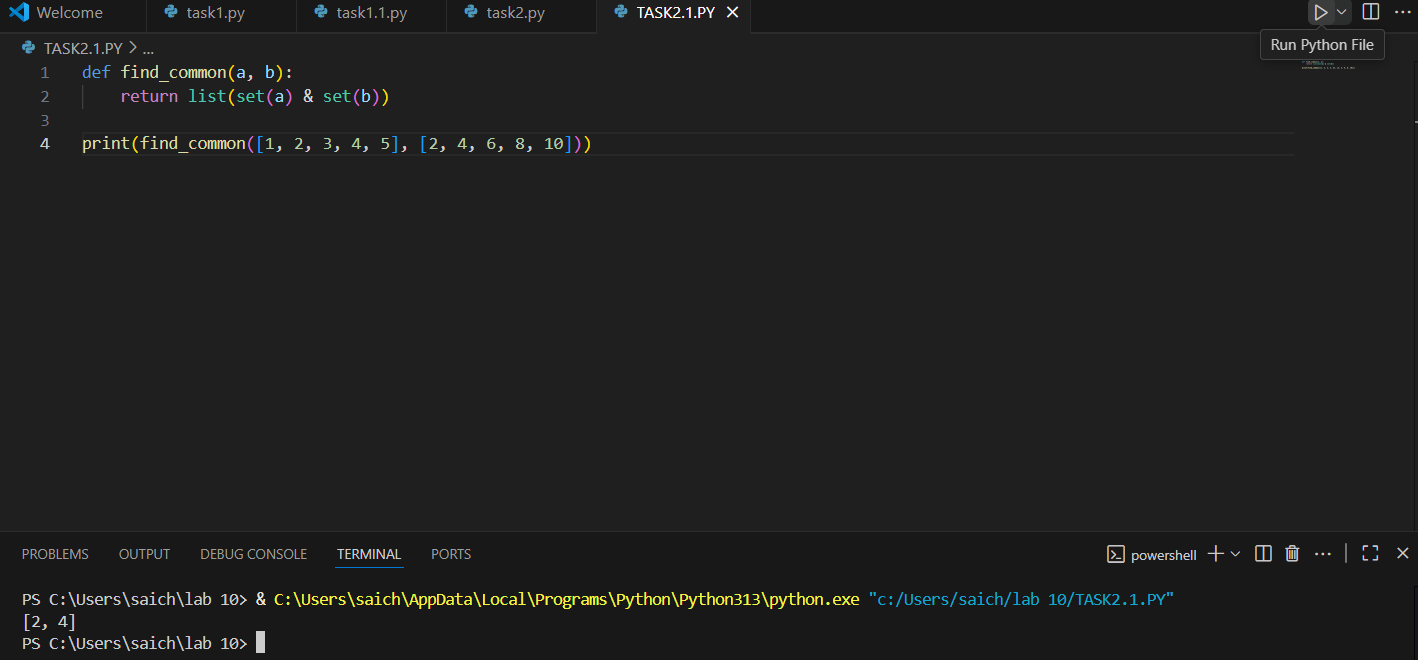 Welcome task1.py task1.1.py task2.py TASK2.1.PY
TASK2.1.PY > ...
Run Python File
1 def find_common(a, b):
2     return list(set(a) & set(b))
3
4 print(find_common([1, 2, 3, 4, 5], [2, 4, 6, 8, 10]))
PROBLEMS OUTPUT DEBUG CONSOLE TERMINAL PORTS powershell
PS C:\Users\saich\lab 10> & C:\Users\saich\AppData\Local\Programs\Python\Python313\python.exe "c:/Users/saich/lab 10/TASK2.1.PY"
[2, 4]
PS C:\Users\saich\lab 10>